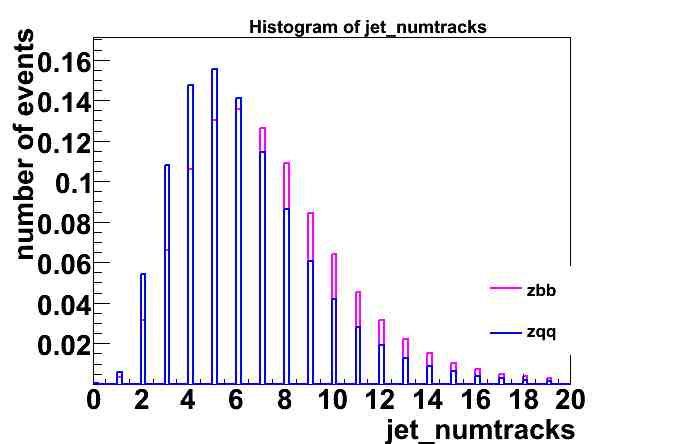 Histogram of jet_numtracks
number of events
0.16
0.14
0.12
0.1
0.08
0.06
0.04
0.02
zbb
zqq
0 2 4 6 8 10 12 14 16 18 20
jet_numtracks